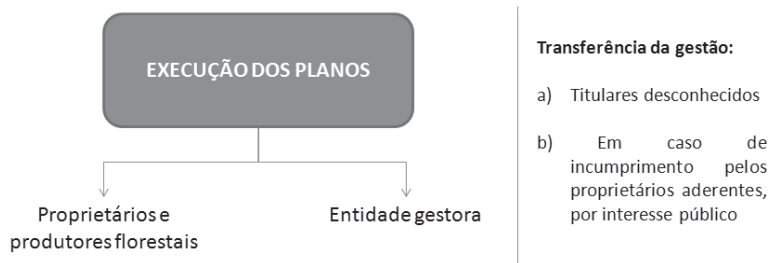 EXECUÇÃO DOS PLANOS
Proprietários e
produtores florestais
Entidade gestora
Transferência da gestão:
a) Titulares desconhecidos
b) Em caso de
incumprimento pelos
proprietários aderentes,
por interesse público